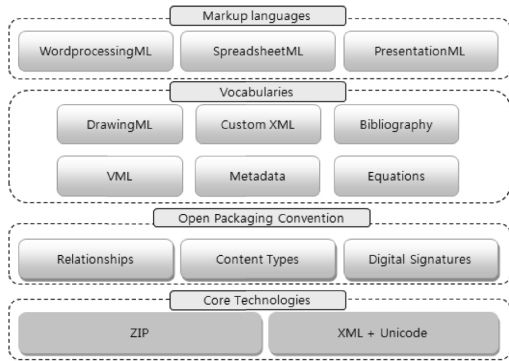 Markup languages
WordprocessingML SpreadsheetML PresentationML
Vocabularies
DrawingML Custom XML Bibliography
VML Metadata Equations
Open Packaging Convention
Relationships Content Types Digital Signatures
Core Technologies
ZIP XML + Unicode